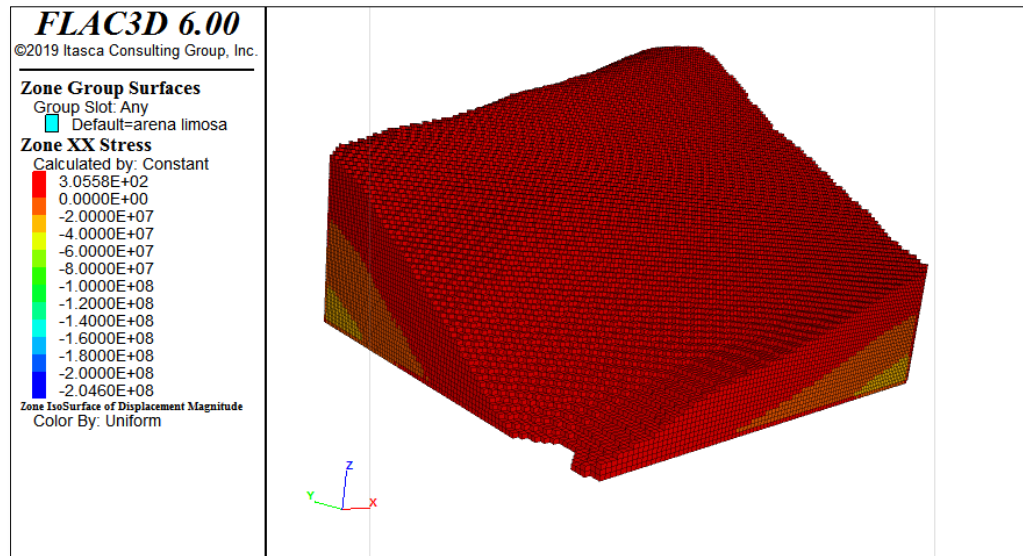 FLAC3D 6.00
©2019 Itasca Consulting Group, Inc.
Zone Group Surfaces
Group Slot: Any
Default=arena limosa
Zone XX Stress
Calculated by: Constant
3.0558E+02
0.0000E+00
-2.0000E+07
-4.0000E+07
-6.0000E+07
-8.0000E+07
-1.0000E+08
-1.2000E+08
-1.4000E+08
-1.6000E+08
-1.8000E+08
-2.0000E+08
-2.0460E+08
Zone IsoSurface of Displacement Magnitude
Color By: Uniform
Z
Y
X